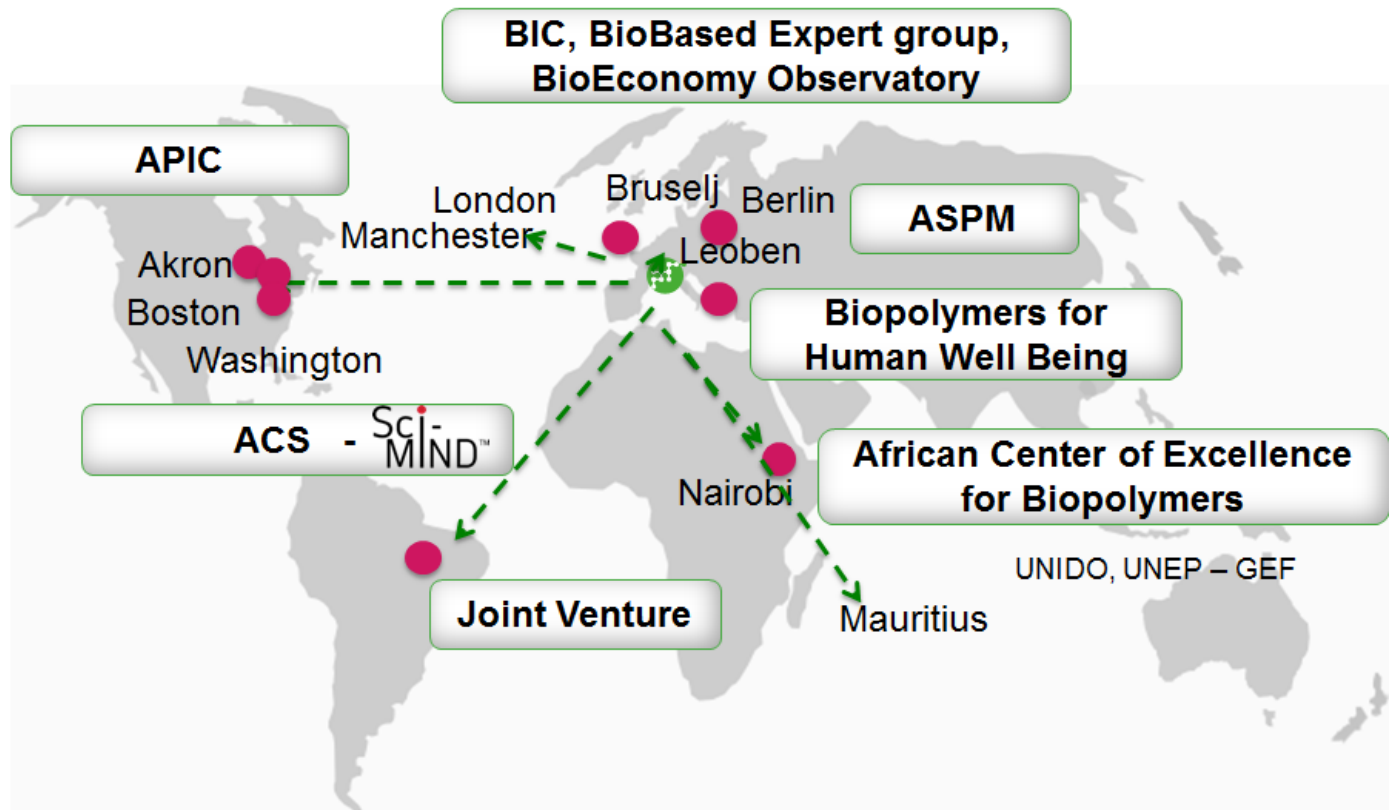 BIC, BioBased Expert group,
BioEconomy Observatory
APIC
London
Manchester
Bruselj
Berlin
ASPM
Leoben
Akron
Boston
Washington
Biopolymers for
Human Well Being
ACS - Sci-
MIND™
Nairobi
African Center of Excellence
for Biopolymers
UNIDO, UNEP – GEF
Joint Venture
Mauritius